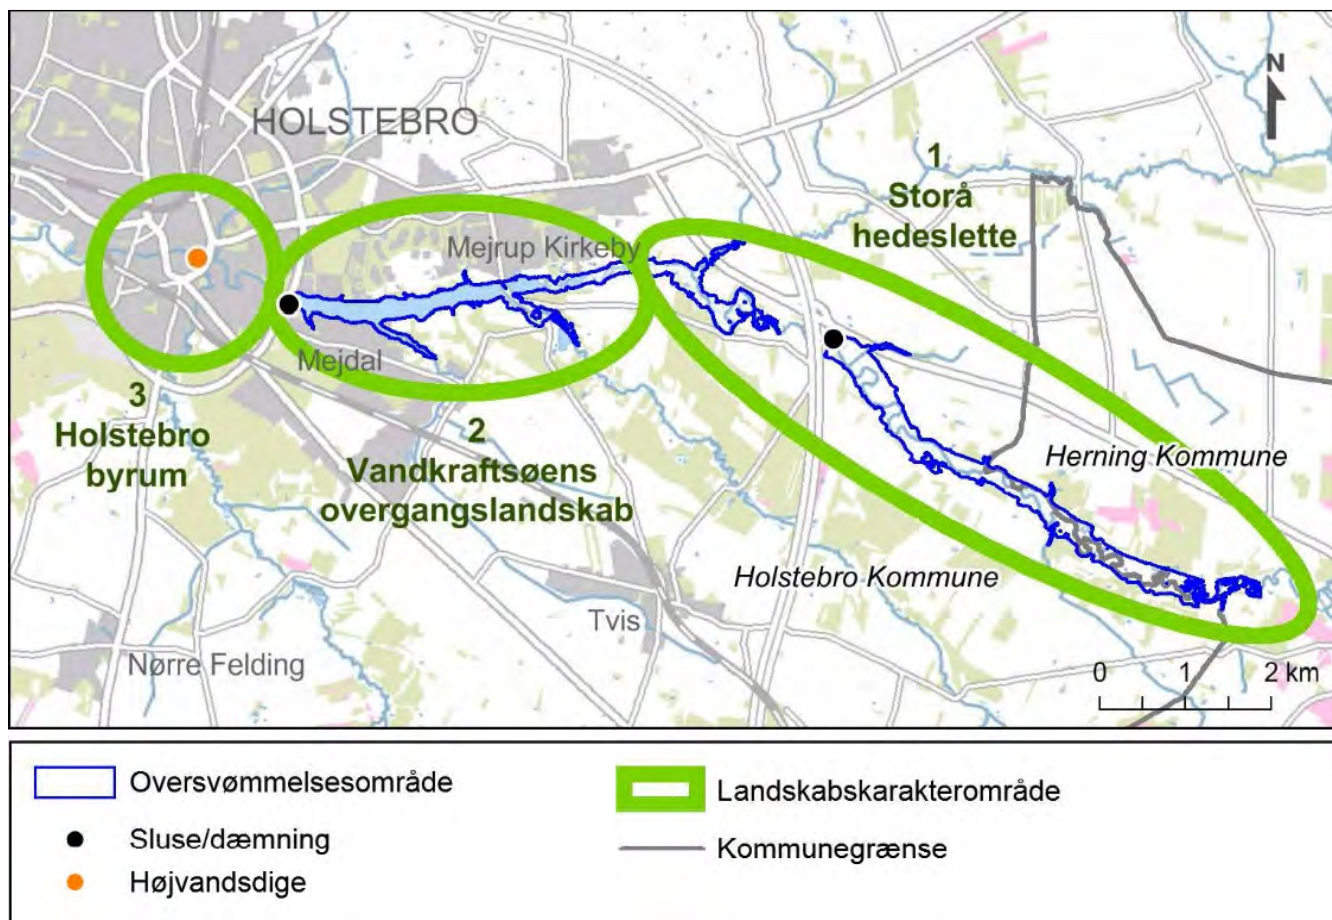 HOLSTEBRO
N
1
Storå
hedeslette
Mejrup Kirkeby
Mejdal
3
Holstebro
byrum
2
Vandkraftsøens
overgangslandskab
Herning Kommune
Holstebro Kommune
Tvis
Nørre Felding
0 1 2 km
Oversvømmelsesområde
Landskabskarakterområde
Sluse/dæmning
Kommunegrænse
Højvandsdige